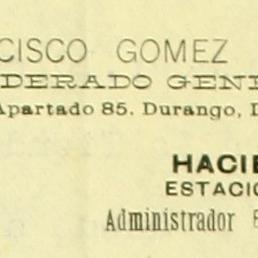 CISCO GOMEZ
DERADO GEN
Apartado 85. Durango, D
HACIE
ESTACIO
Administrador E